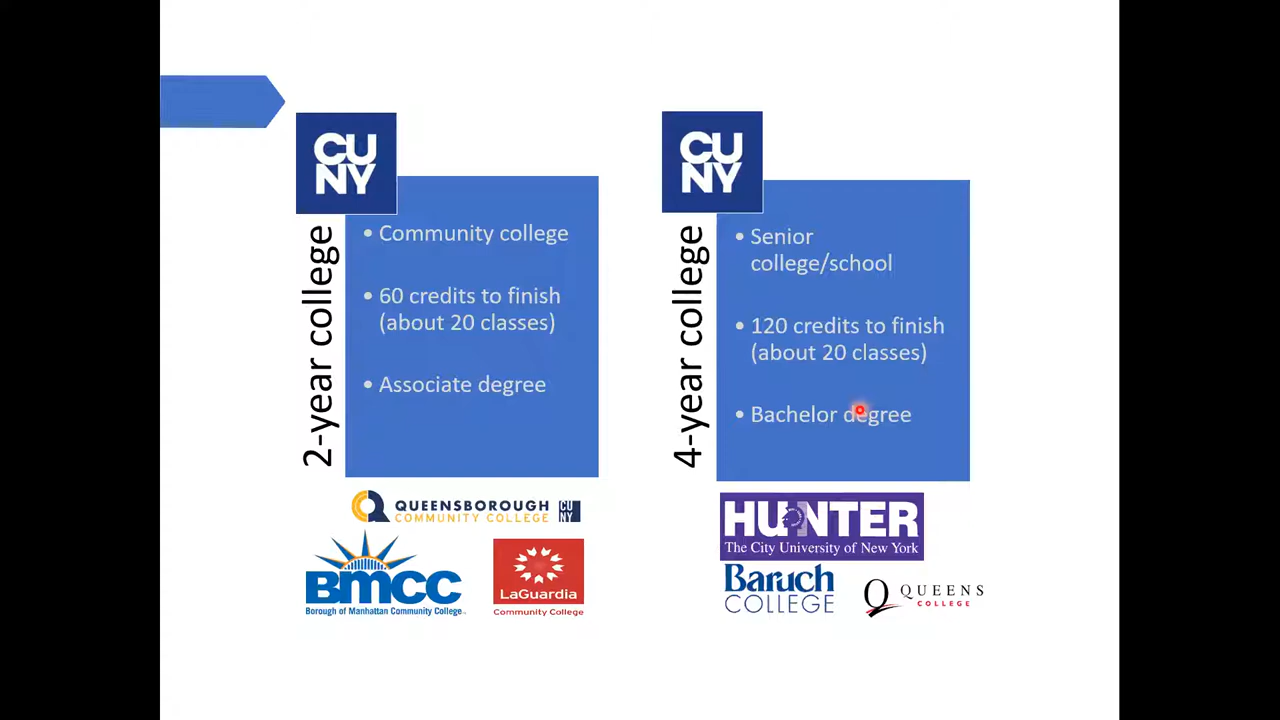 CU
NY
2-year college
• Community college
• 60 credits to finish
(about 20 classes)
• Associate degree
QUEENSBOROUGH
COMMUNITY COLLEGE
CU
NY
BMCC
Borough of Manhattan Community College
LaGuardia
Community College
CU
NY
4-year college
• Senior
college/school
• 120 credits to finish
(about 20 classes)
• Bachelor degree
HUNTER
The City University of New York
Baruch
COLLEGE
QUEENS
COLLEGE